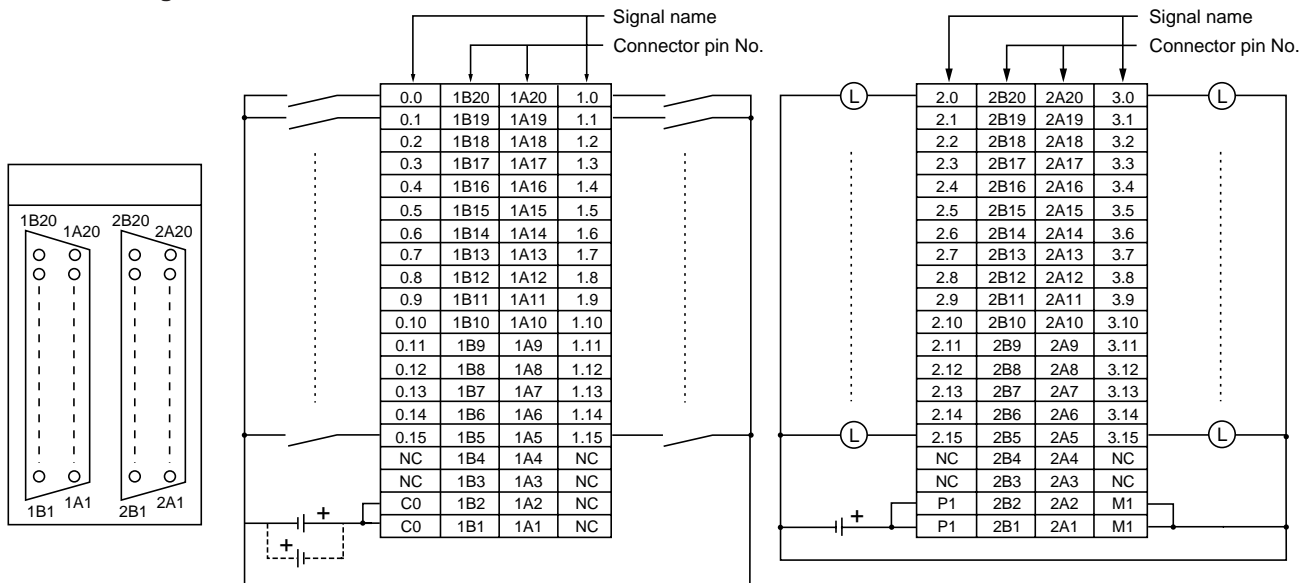 Signal name
Connector pin No.
0.0 1B20 1A20 1.0
0.1 1B19 1A19 1.1
0.2 1B18 1A18 1.2
0.3 1B17 1A17 1.3
0.4 1B16 1A16 1.4
0.5 1B15 1A15 1.5
0.6 1B14 1A14 1.6
0.7 1B13 1A13 1.7
0.8 1B12 1A12 1.8
0.9 1B11 1A11 1.9
0.10 1B10 1A10 1.10
0.11 1B9 1A9 1.11
0.12 1B8 1A8 1.12
0.13 1B7 1A7 1.13
0.14 1B6 1A6 1.14
0.15 1B5 1A5 1.15
NC 1B4 1A4 NC
NC 1B3 1A3 NC
C0 1B2 1A2 NC
C0 1B1 1A1 NC
+
+
1B20 1A20 2B20 2A20
1B1 1A1 2B1 2A1
Signal name
Connector pin No.
L 2.0 2B20 2A20 3.0 L
2.1 2B19 2A19 3.1
2.2 2B18 2A18 3.2
2.3 2B17 2A17 3.3
2.4 2B16 2A16 3.4
2.5 2B15 2A15 3.5
2.6 2B14 2A14 3.6
2.7 2B13 2A13 3.7
2.8 2B12 2A12 3.8
2.9 2B11 2A11 3.9
2.10 2B10 2A10 3.10
2.11 2B9 2A9 3.11
2.12 2B8 2A8 3.12
2.13 2B7 2A7 3.13
2.14 2B6 2A6 3.14
L 2.15 2B5 2A5 3.15 L
NC 2B4 2A4 NC
NC 2B3 2A3 NC
P1 2B2 2A2 M1
+ P1 2B1 2A1 M1